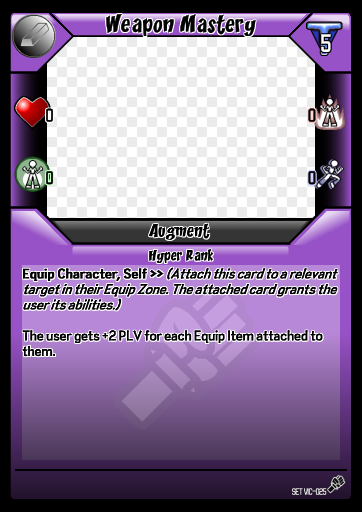 Weapon Mastery
5
0
0
0
0
Augment
Hyper Rank
Equip Character, Self >> (Attach this card to a relevant
target in their Equip Zone. The attached card grants the
user its abilities.)
The user gets +2 PLV for each Equip Item attached to
them.
SET VIC-025